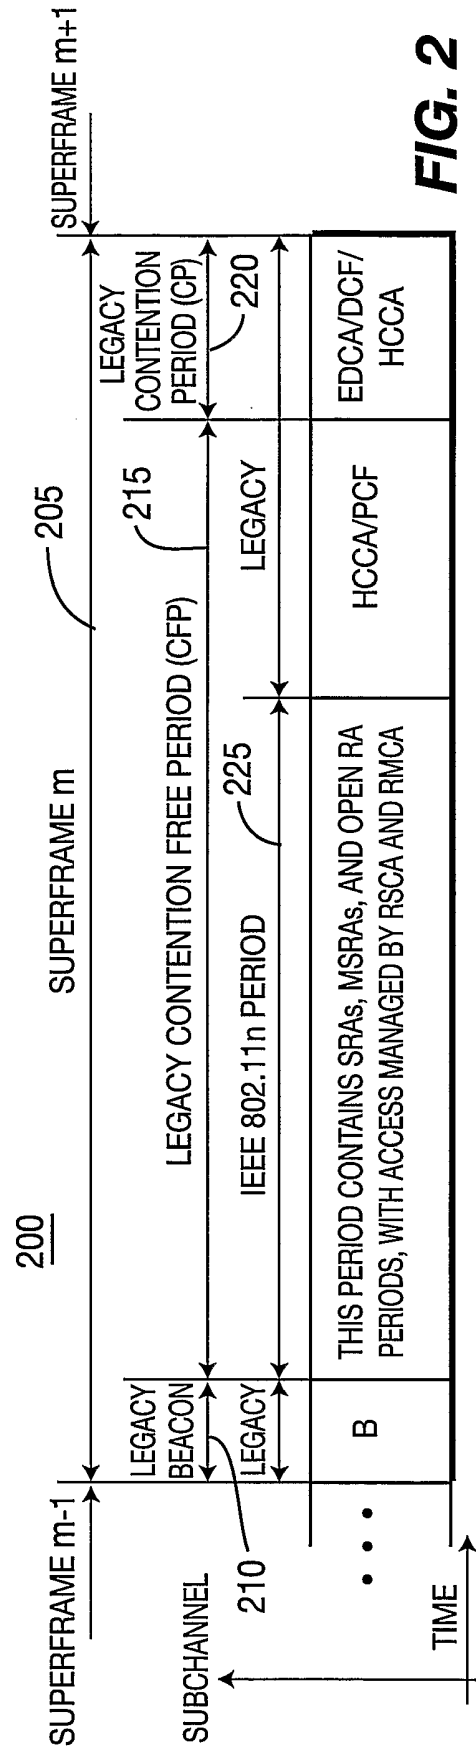 200
SUPERFRAME m-1
SUPERFRAME m
205
SUPERFRAME m+1
LEGACY
BEACON
210
LEGACY CONTENTION FREE PERIOD (CFP)
215
LEGACY
CONTENTION
PERIOD (CP)
220
LEGACY
IEEE 802.11n PERIOD
225
LEGACY
SUBCHANNEL
B
THIS PERIOD CONTAINS SRAs, MSRAs, AND OPEN RA
PERIODS, WITH ACCESS MANAGED BY RSCA AND RMCA
HCCA/PCF
EDCA/DCF/
HCCA
TIME
FIG. 2